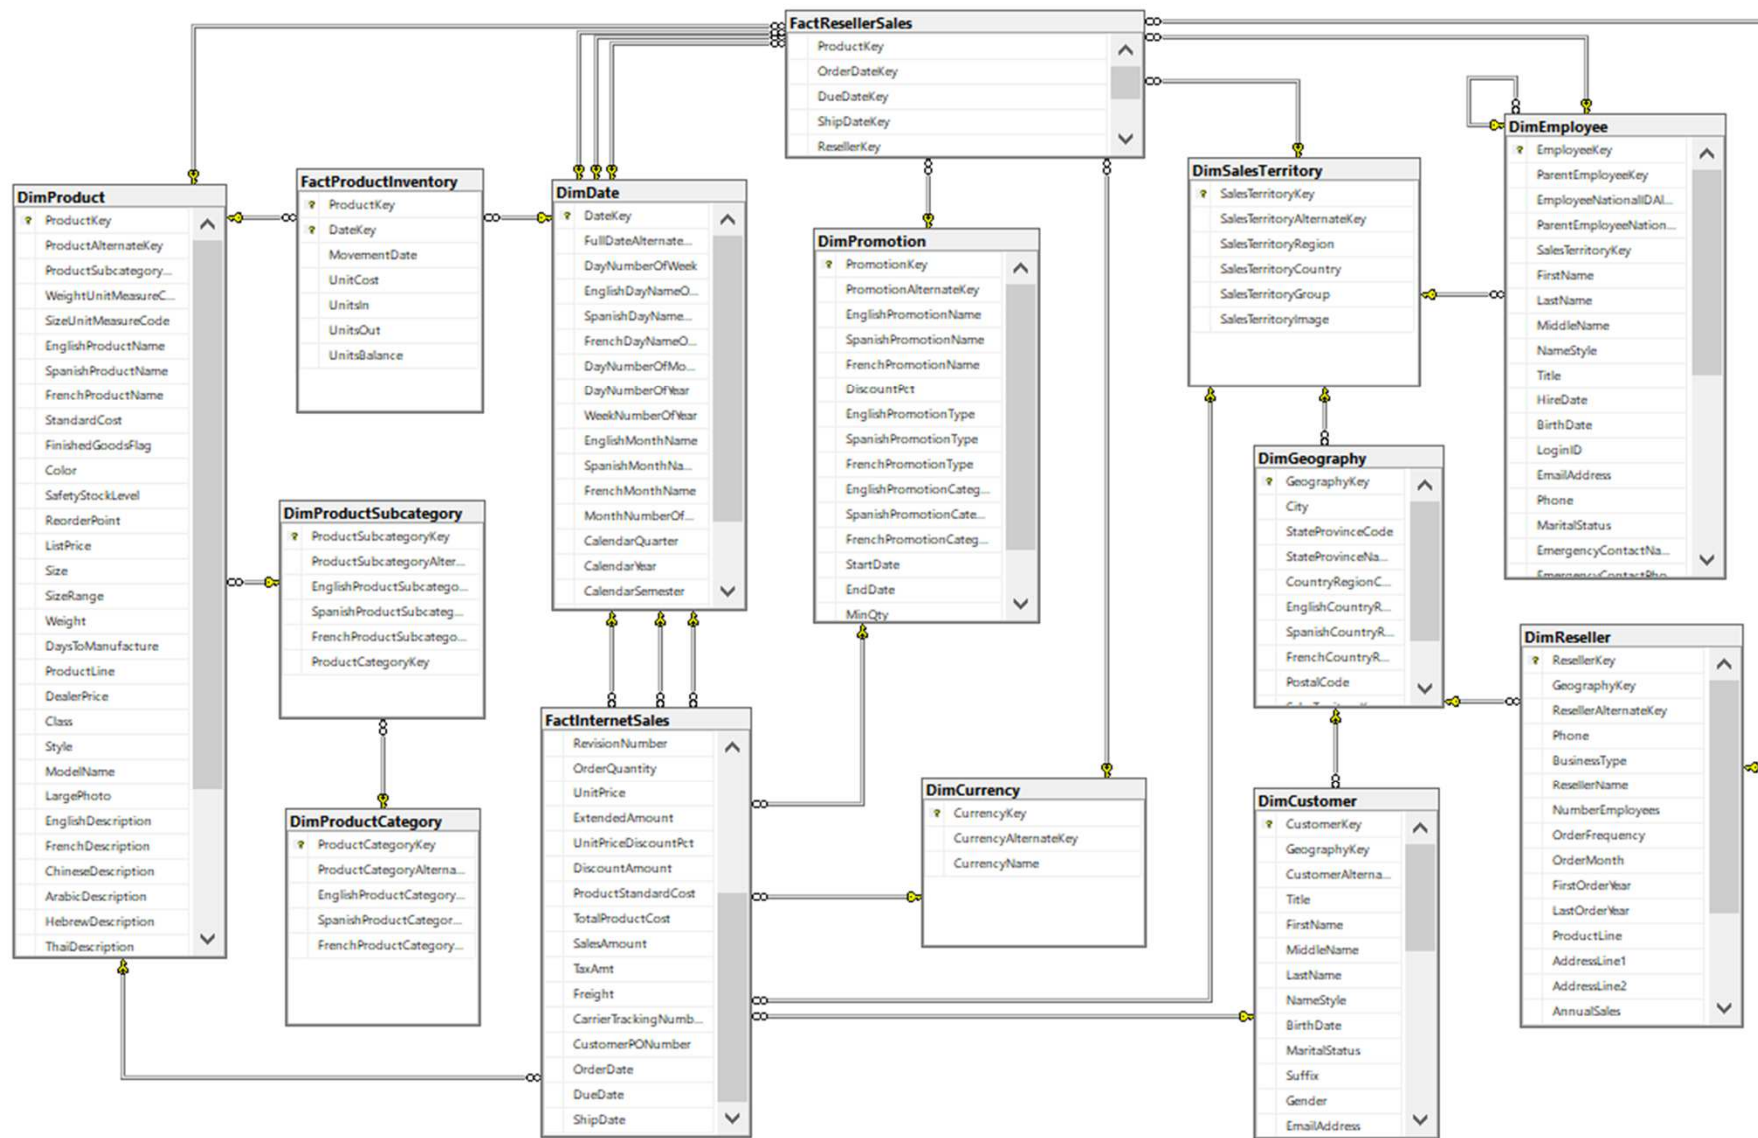 FactResellerSales
ProductKey
OrderDateKey
DueDateKey
ShipDateKey
ResellerKey
DimProduct
ProductKey
ProductAlternateKey
ProductSubcategory...
WeightUnitMeasureC...
SizeUnitMeasureCode
EnglishProductName
SpanishProductName
FrenchProductName
StandardCost
FinishedGoodsFlag
Color
SafetyStockLevel
ReorderPoint
ListPrice
Size
SizeRange
Weight
DaysToManufacture
ProductLine
DealerPrice
Class
Style
ModelName
LargePhoto
EnglishDescription
FrenchDescription
ChineseDescription
ArabicDescription
HebrewDescription
ThaiDescription
FactProductInventory
ProductKey
DateKey
MovementDate
UnitCost
UnitsIn
UnitsOut
UnitsBalance
DimProductSubcategory
ProductSubcategoryKey
ProductSubcategoryAlter...
EnglishProductSubcatego...
SpanishProductSubcateg...
FrenchProductSubcatego...
ProductCategoryKey
DimProductCategory
ProductCategoryKey
ProductCategoryAlterna...
EnglishProductCategory...
SpanishProductCategor...
FrenchProductCategory...
DimDate
DateKey
FullDateAlternate...
DayNumberOfWeek
EnglishDayNameO...
SpanishDayName...
FrenchDayNameO...
DayNumberOfMo...
DayNumberOfYear
WeekNumberOfYear
EnglishMonthName
SpanishMonthNa...
FrenchMonthName
MonthNumberOf...
CalendarQuarter
CalendarYear
CalendarSemester
FactInternetSales
RevisionNumber
OrderQuantity
UnitPrice
ExtendedAmount
UnitPriceDiscountPct
DiscountAmount
ProductStandardCost
TotalProductCost
SalesAmount
TaxAmt
Freight
CarrierTrackingNumb...
CustomerPONumber
OrderDate
DueDate
ShipDate
DimPromotion
PromotionKey
PromotionAlternateKey
EnglishPromotionName
SpanishPromotionName
FrenchPromotionName
DiscountPct
EnglishPromotionType
SpanishPromotionType
FrenchPromotionType
EnglishPromotionCateg...
SpanishPromotionCate...
FrenchPromotionCateg...
StartDate
EndDate
MinQty
DimCurrency
CurrencyKey
CurrencyAlternateKey
CurrencyName
DimSalesTerritory
SalesTerritoryKey
SalesTerritoryAlternateKey
SalesTerritoryRegion
SalesTerritoryCountry
SalesTerritoryGroup
SalesTerritoryImage
DimGeography
GeographyKey
City
StateProvinceCode
StateProvinceNa...
CountryRegionC...
EnglishCountryR...
SpanishCountryR...
FrenchCountryR...
PostalCode
DimCustomer
CustomerKey
GeographyKey
CustomerAlterna...
Title
FirstName
MiddleName
LastName
NameStyle
BirthDate
MaritalStatus
Suffix
Gender
EmailAddress
DimEmployee
EmployeeKey
ParentEmployeeKey
EmployeeNationalIDAl...
ParentEmployeeNation...
SalesTerritoryKey
FirstName
LastName
MiddleName
NameStyle
Title
HireDate
BirthDate
LoginID
EmailAddress
Phone
MaritalStatus
EmergencyContactNa...
EmergencyContactPho...
DimReseller
ResellerKey
GeographyKey
ResellerAlternateKey
Phone
BusinessType
ResellerName
NumberEmployees
OrderFrequency
OrderMonth
FirstOrderYear
LastOrderYear
ProductLine
AddressLine1
AddressLine2
AnnualSales